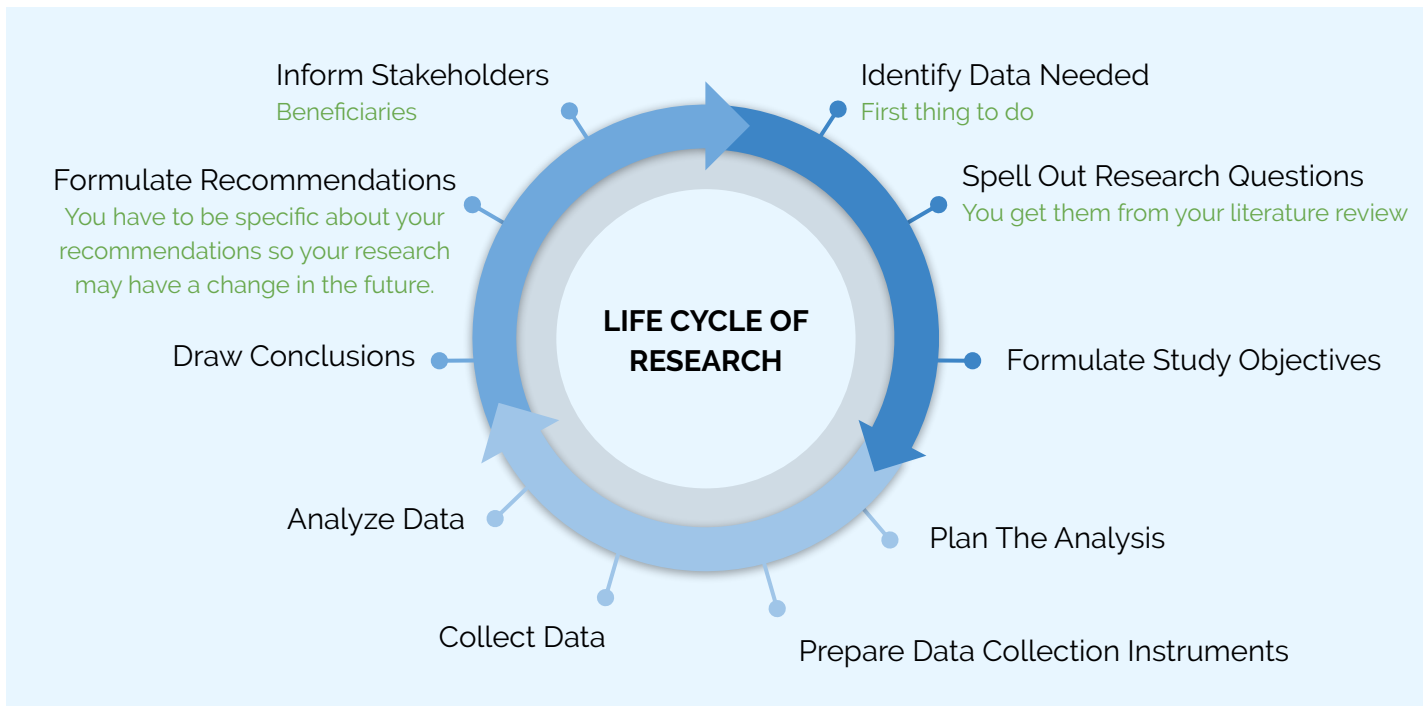 Inform Stakeholders
Beneficiaries
Identify Data Needed
First thing to do
Formulate Recommendations
You have to be specific about your
recommendations so your research
may have a change in the future.
Spell Out Research Questions
You get them from your literature review
LIFE CYCLE OF
RESEARCH
Draw Conclusions
Formulate Study Objectives
Analyze Data
Plan The Analysis
Collect Data
Prepare Data Collection Instruments